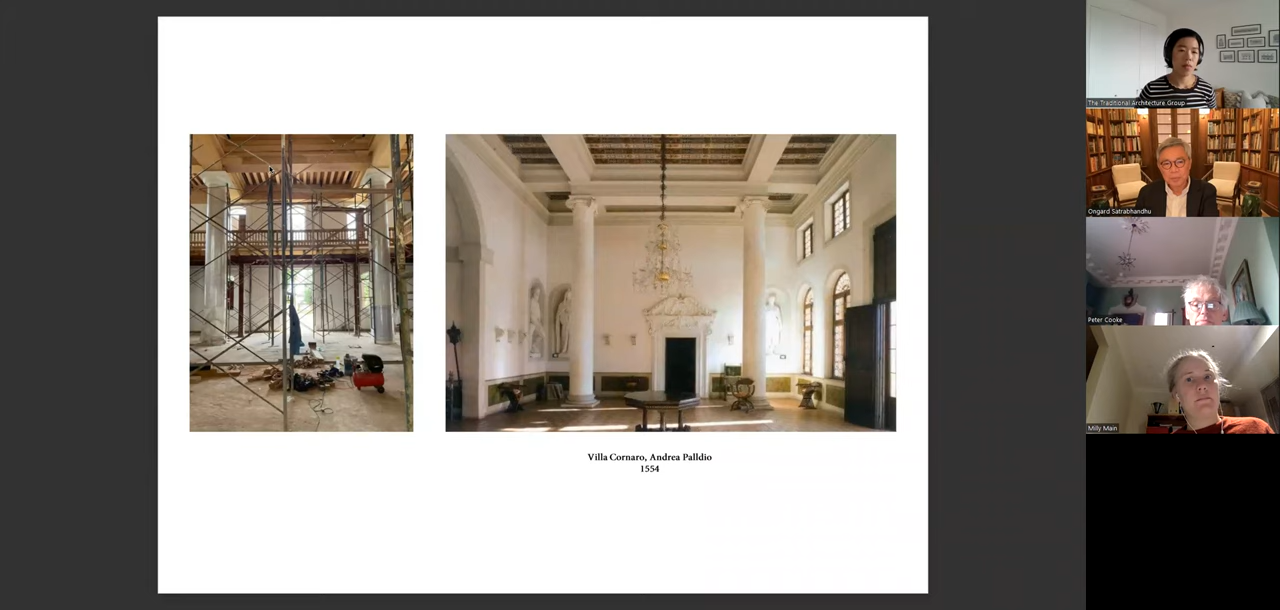 Villa Cornaro, Andrea Palldio
1554
The Traditional Architecture Group
Ongard Satrabhandhu
Peter Cooke
Milly Main